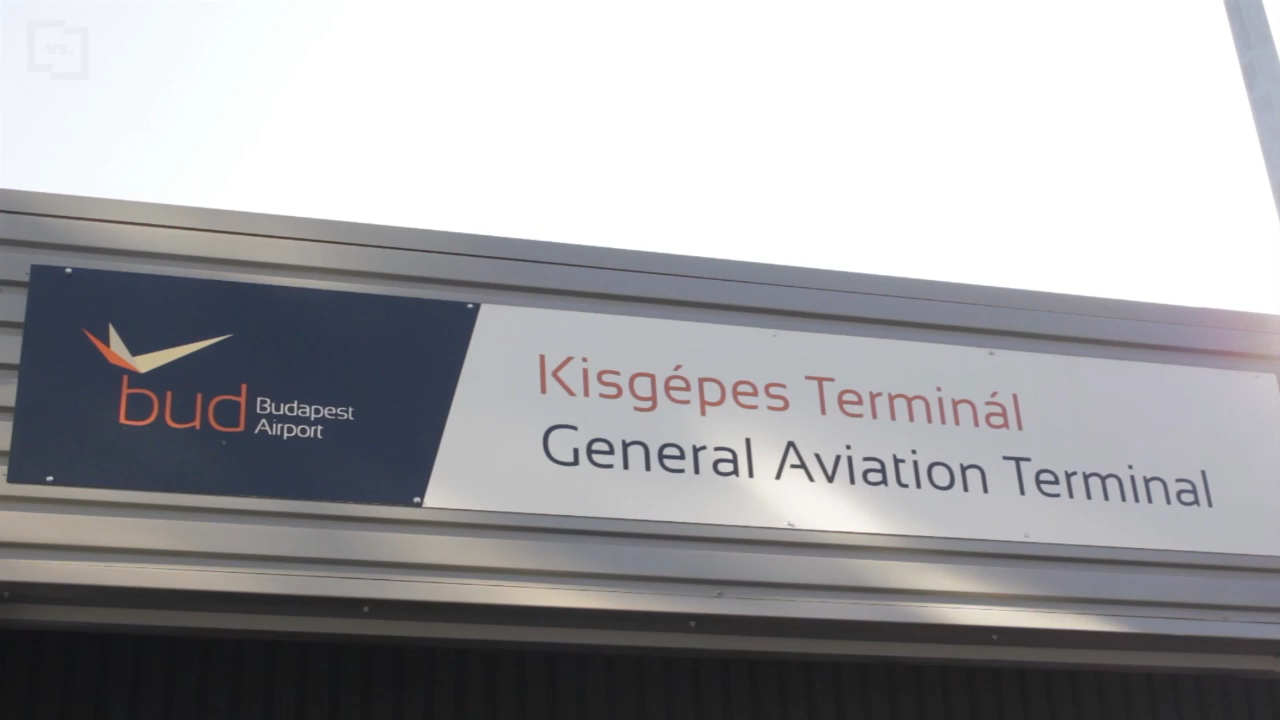 bud
Budapest
Airport
Kisgépes Terminál
General Aviation Terminal